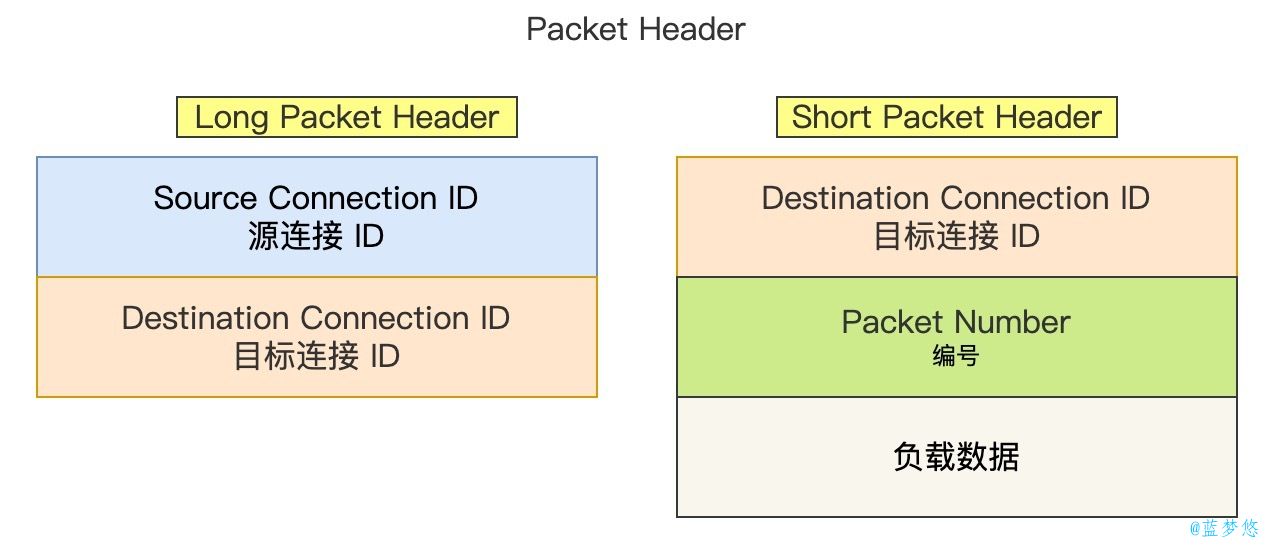 Packet Header
Long Packet Header
Source Connection ID
源连接 ID
Destination Connection ID
目标连接 ID
Short Packet Header
Destination Connection ID
目标连接 ID
Packet Number
编号
负载数据
@蓝梦悠